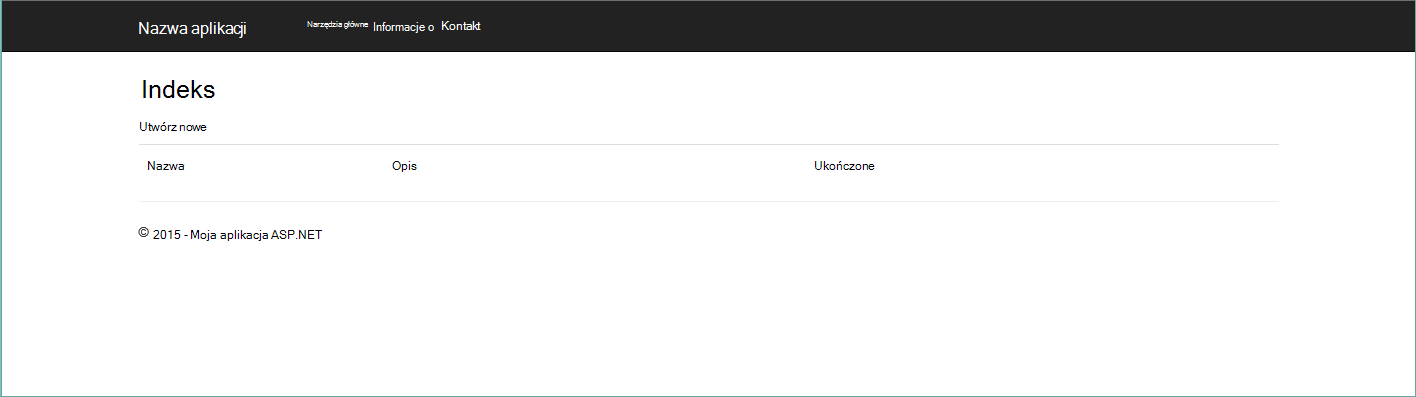 Nazwa aplikacji Narzędzia główne Informacje o Kontakt
Indeks
Utwórz nowe
Nazwa Opis Ukończone
© 2015 - Moja aplikacja ASP.NET